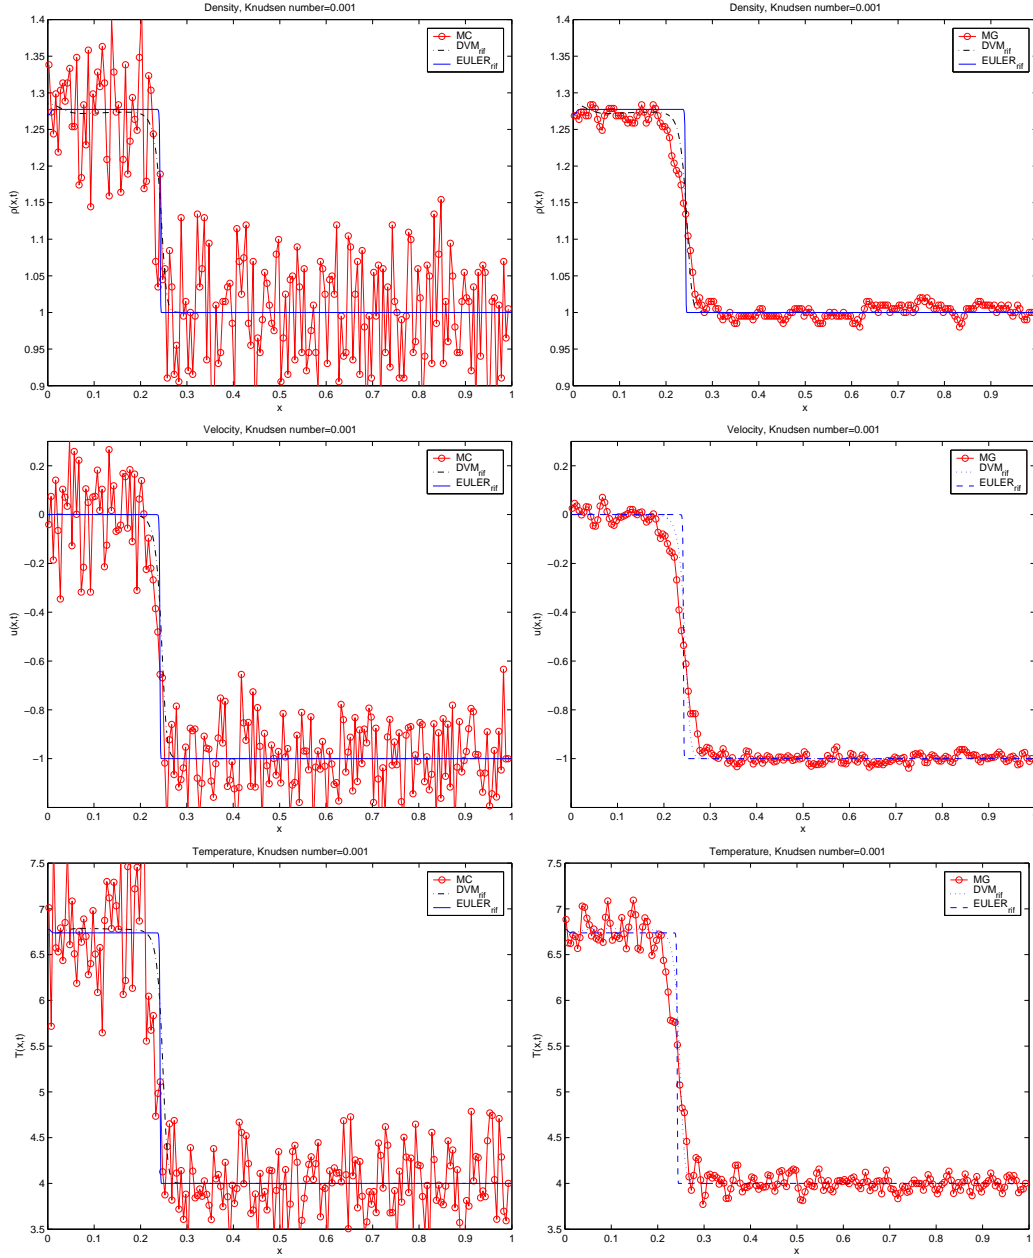 Density, Knudsen number=0.001
1.4
1.35
1.3
1.25
1.2
1.15
1.1
1.05
1
0.95
0.9
ρ(x,t)
0 0.1 0.2 0.3 0.4 0.5 0.6 0.7 0.8 0.9 1
x
MC
DVM_rif
EULER_rif
Density, Knudsen number=0.001
1.4
1.35
1.3
1.25
1.2
1.15
1.1
1.05
1
0.95
0.9
ρ(x,t)
0 0.1 0.2 0.3 0.4 0.5 0.6 0.7 0.8 0.9
x
MG
DVM_rif
EULER_rif
Velocity, Knudsen number=0.001
0.2
0
−0.2
−0.4
−0.6
−0.8
−1
u(x,t)
0 0.1 0.2 0.3 0.4 0.5 0.6 0.7 0.8 0.9 1
x
MC
DVM_rif
EULER_rif
Velocity, Knudsen number=0.001
0.2
0
−0.2
−0.4
−0.6
−0.8
−1
u(x,t)
0 0.1 0.2 0.3 0.4 0.5 0.6 0.7 0.8 0.9
x
MG
DVM_rif
EULER_rif
Temperature, Knudsen number=0.001
7.5
7
6.5
6
5.5
5
4.5
4
3.5
T(x,t)
0 0.1 0.2 0.3 0.4 0.5 0.6 0.7 0.8 0.9 1
x
MC
DVM_rif
EULER_rif
Temperature, Knudsen number=0.001
7.5
7
6.5
6
5.5
5
4.5
4
3.5
T(x,t)
0 0.1 0.2 0.3 0.4 0.5 0.6 0.7 0.8 0.9 1
x
MG
DVM_rif
EULER_rif